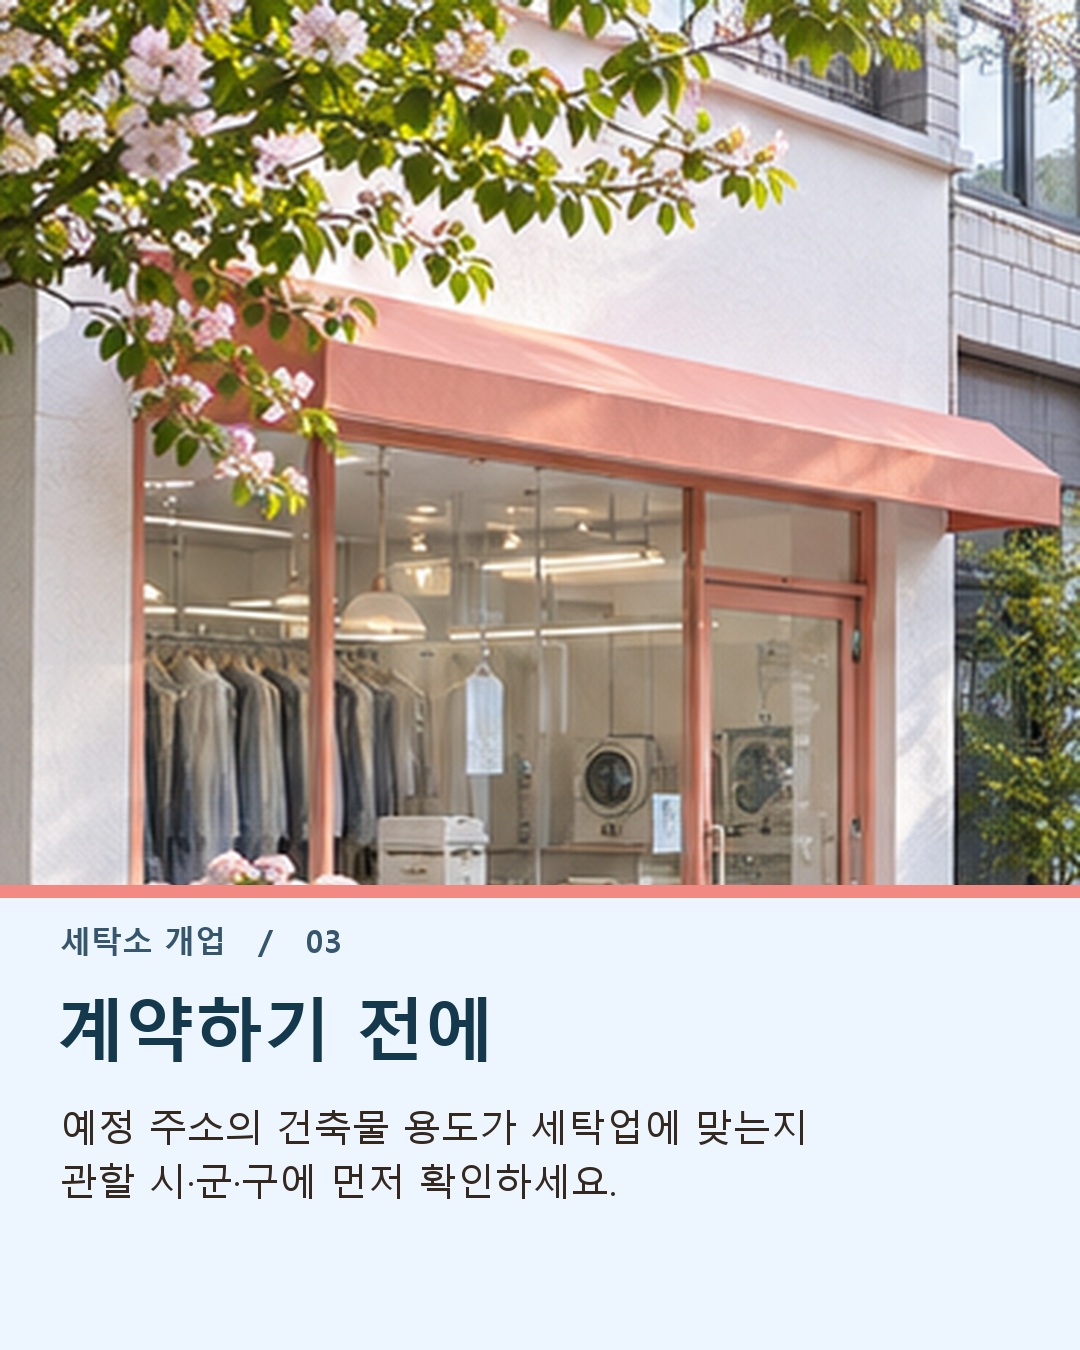 세탁소 개업 / 03
계약하기 전에
예정 주소의 건축물 용도가 세탁업에 맞는지
관할 시·군·구에 먼저 확인하세요.